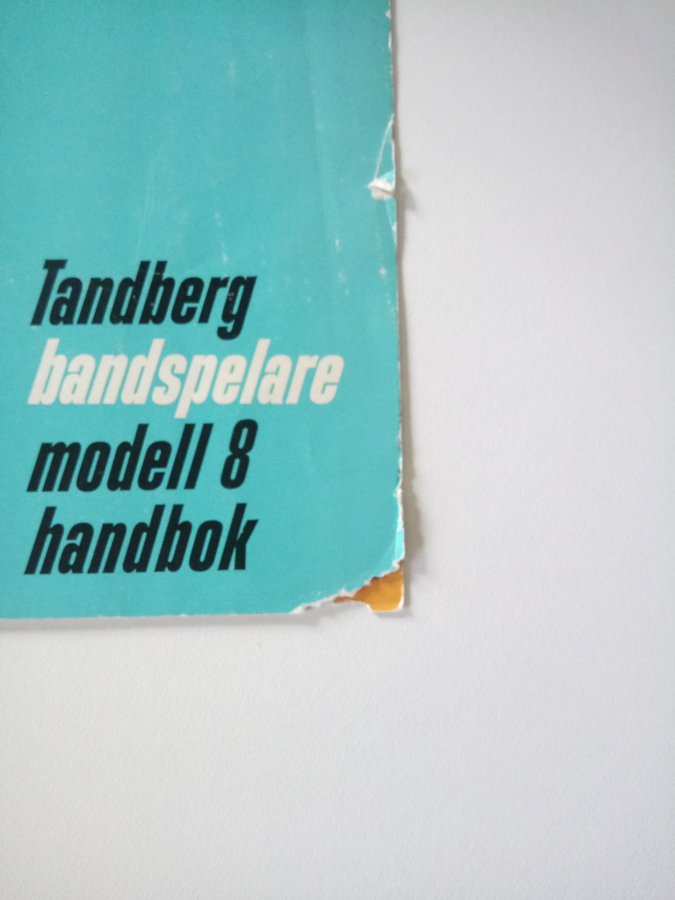 Tandberg
bandspelare
modell 8
handbok